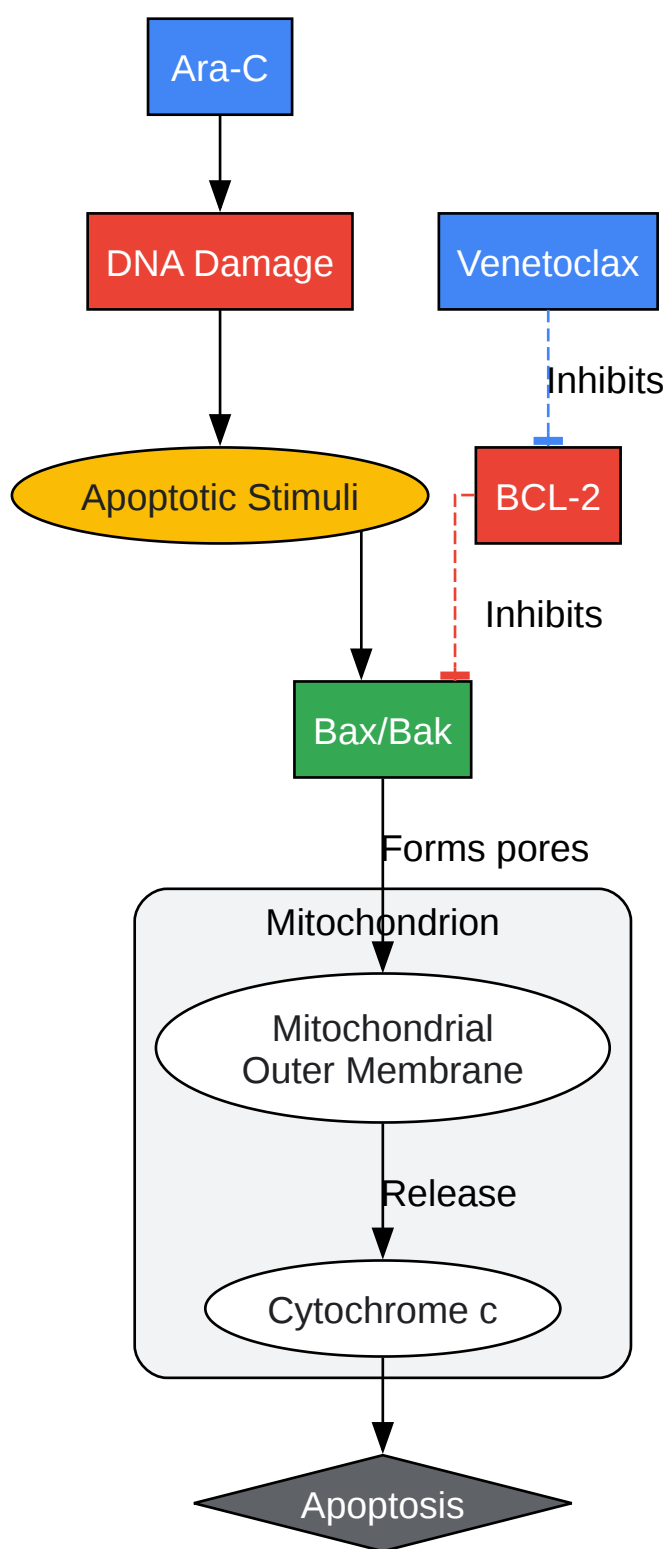 Ara-C
DNA Damage
Venetoclax
Inhibits
Apoptotic Stimuli
BCL-2
Inhibits
Bax/Bak
Forms pores
Mitochondrion
Mitochondrial
Outer Membrane
Release
Cytochrome c
Apoptosis